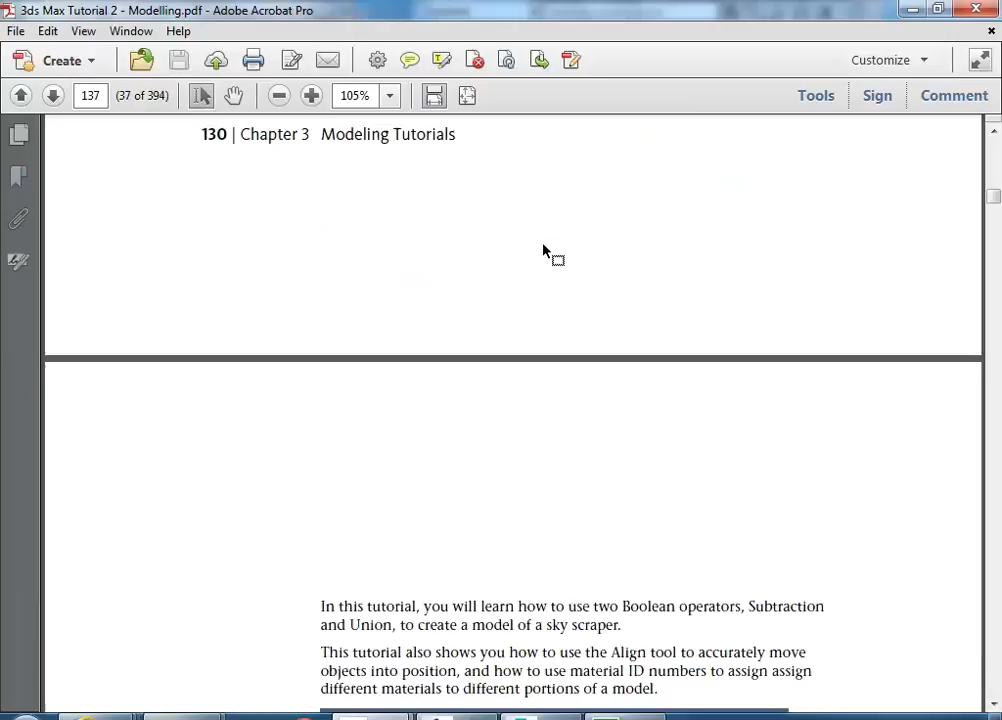 3ds Max Tutorial 2 - Modelling.pdf - Adobe Acrobat Pro
File Edit View Window Help
Create Customize
137 (37 of 394) 105% Tools Sign Comment
130 | Chapter 3 Modeling Tutorials
In this tutorial, you will learn how to use two Boolean operators, Subtraction
and Union, to create a model of a sky scraper.
This tutorial also shows you how to use the Align tool to accurately move
objects into position, and how to use material ID numbers to assign assign
different materials to different portions of a model.